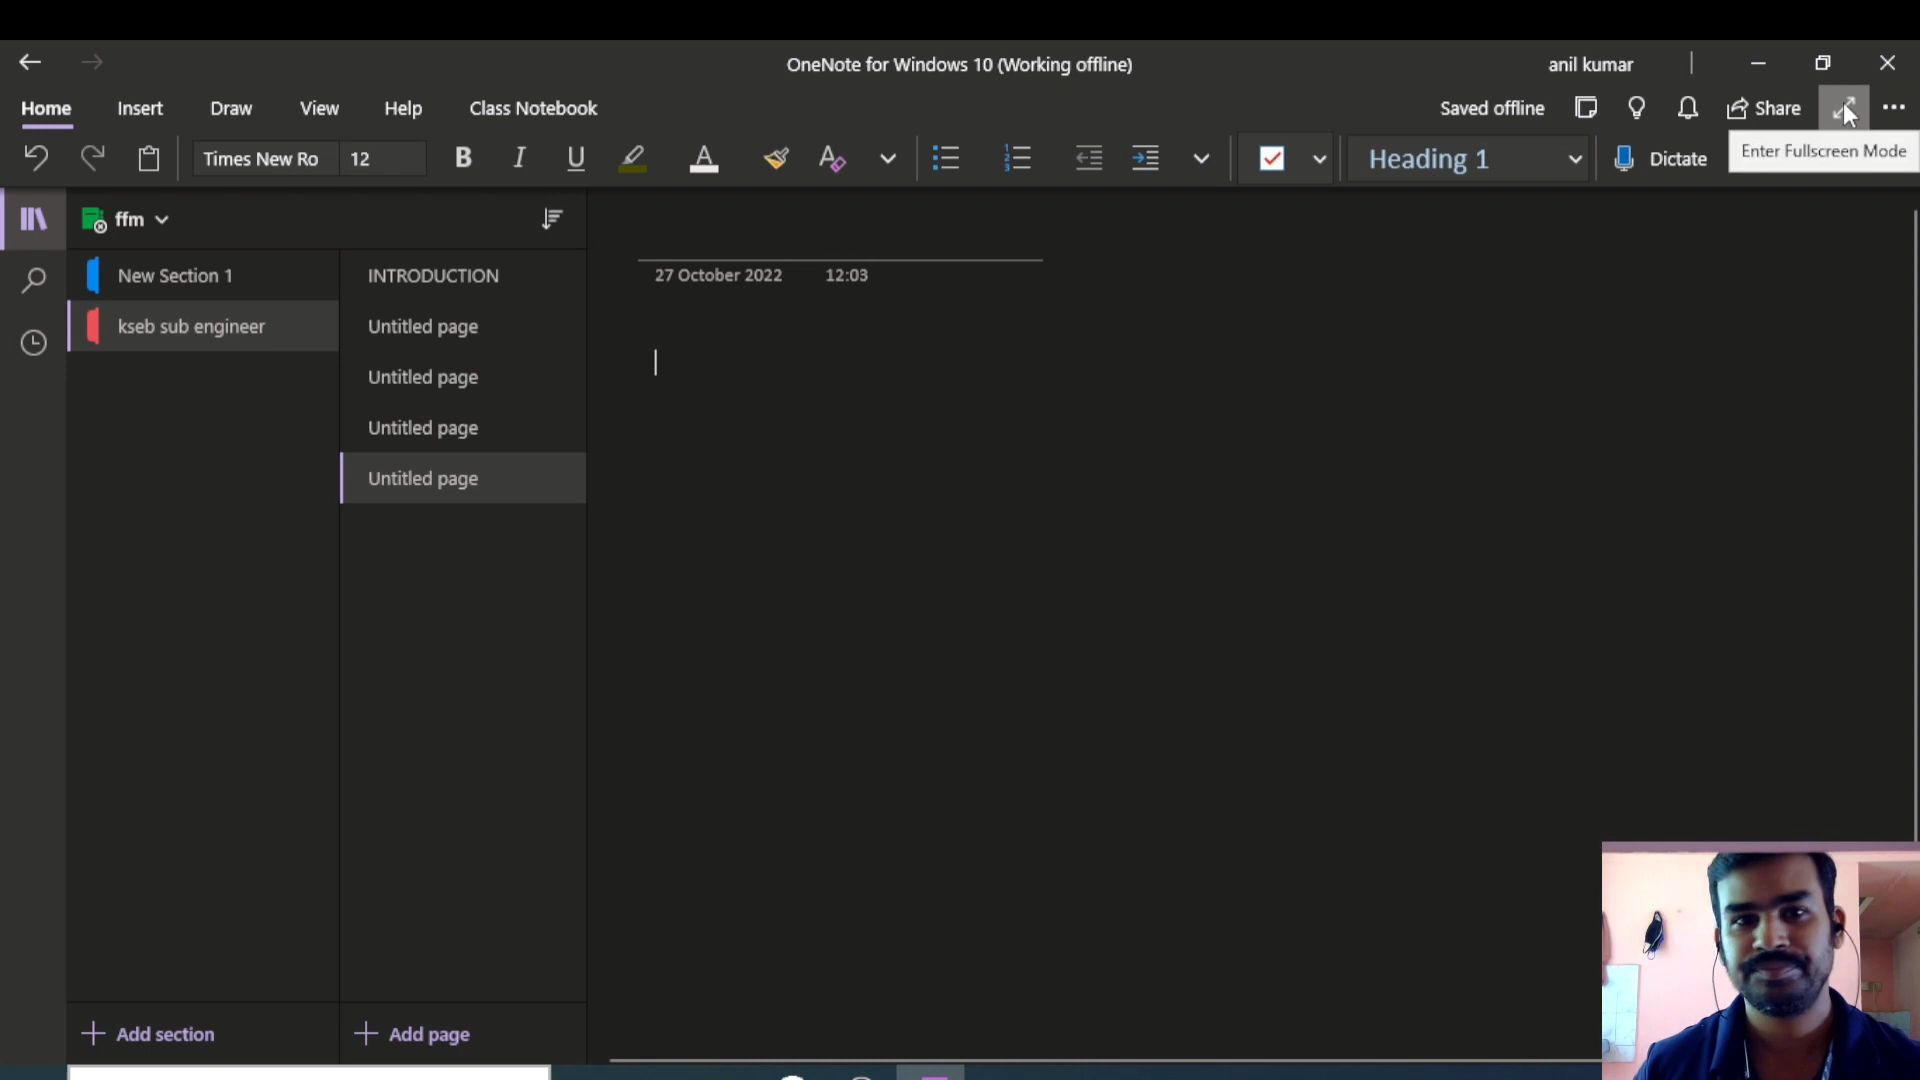 OneNote for Windows 10 (Working offline)
anil kumar
Home Insert Draw View Help Class Notebook
Saved offline Share
Times New Ro 12 B I U A Heading 1 Dictate
Enter Fullscreen Mode
ffm
New Section 1
kseb sub engineer
INTRODUCTION
Untitled page
Untitled page
Untitled page
Untitled page
27 October 2022 12:03
Add section
Add page